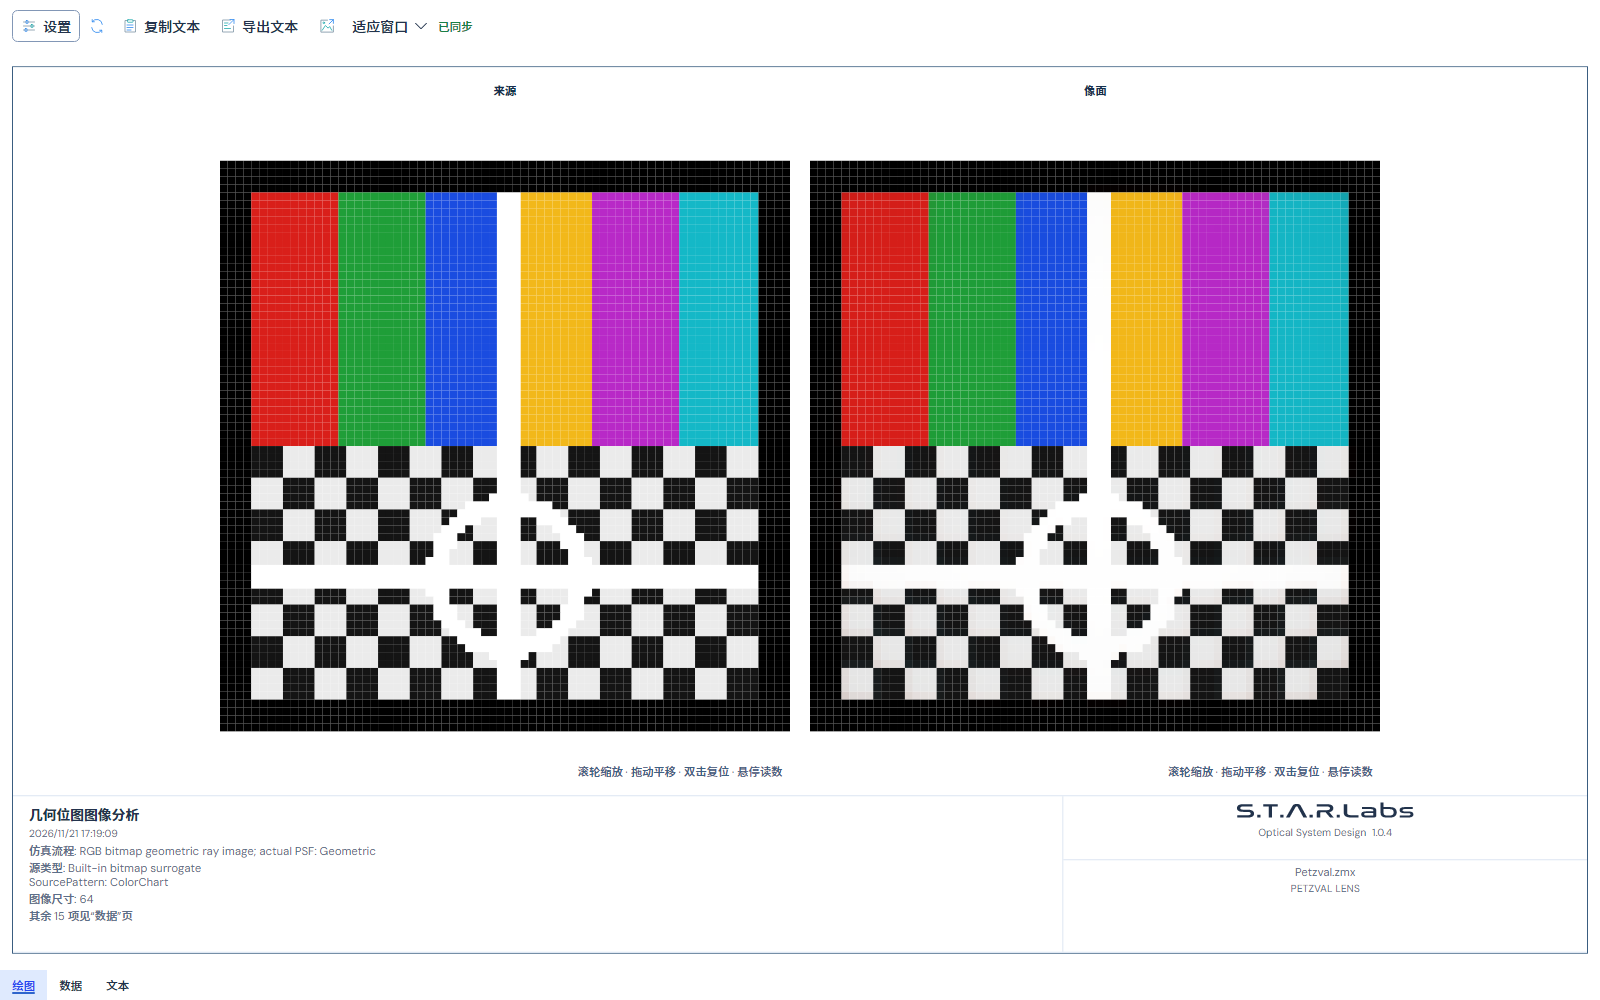 设置
复制文本
导出文本
适应窗口
已同步
来源
像面
滚轮缩放 · 拖动平移 · 双击复位 · 悬停读数
滚轮缩放 · 拖动平移 · 双击复位 · 悬停读数
几何位图图像分析
2026/11/21 17:19:09
仿真流程: RGB bitmap geometric ray image; actual PSF: Geometric
源类型: Built-in bitmap surrogate
SourcePattern: ColorChart
图像尺寸: 64
其余 15 项见“数据”页
S.T.A.R.Labs
Optical System Design 1.0.4
Petzval.zmx
PETZVAL LENS
绘图
数据
文本